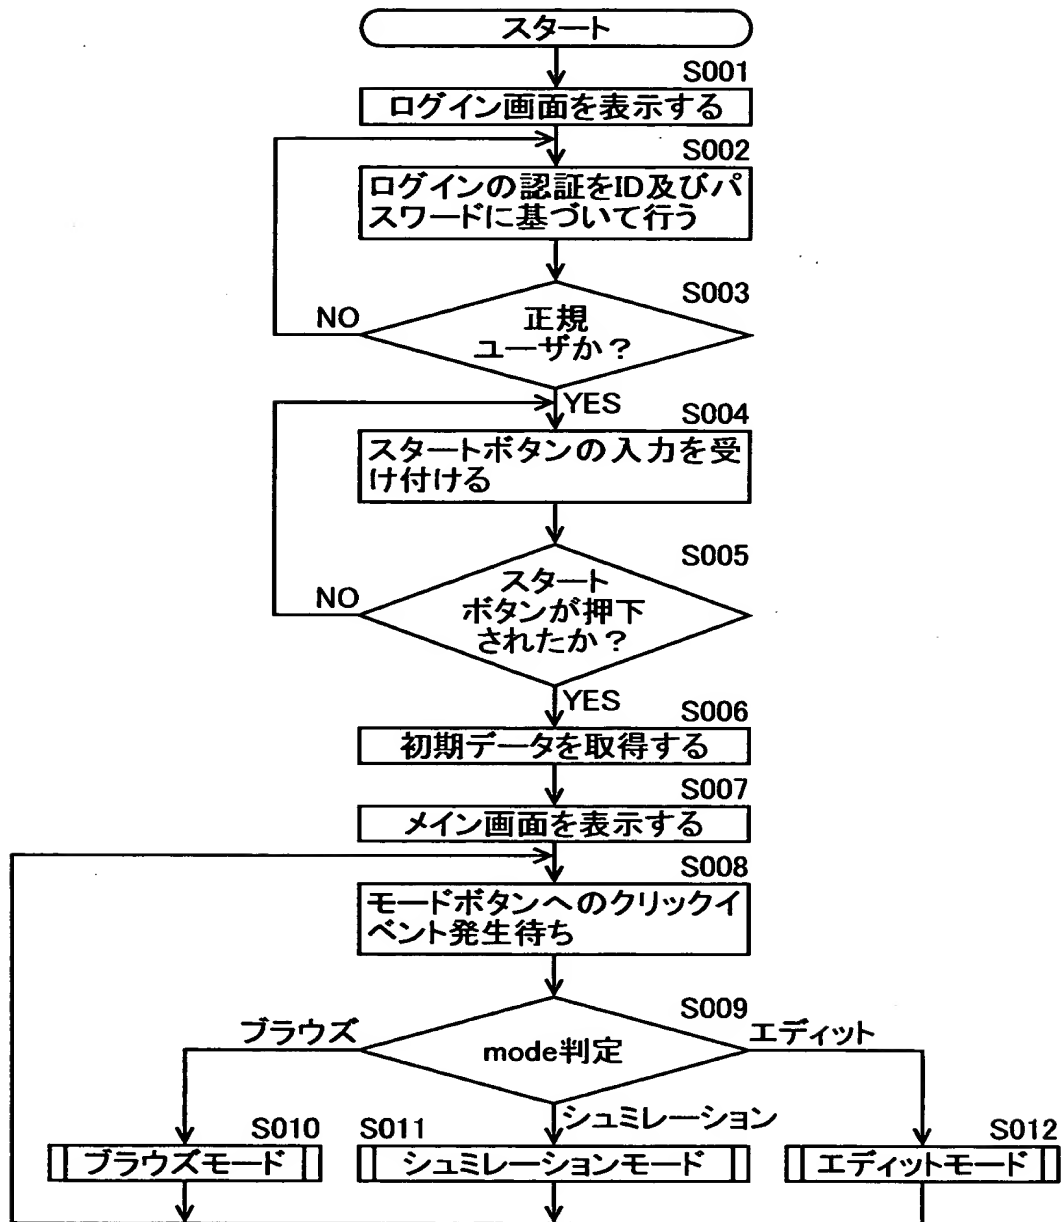 スタート
S001
ログイン画面を表示する
S002
ログインの認証をID及びパ
スワードに基づいて行う
S003
正規
ユーザか？
NO
YES
S004
スタートボタンの入力を受
け付ける
S005
スタート
ボタンが押下
されたか？
NO
YES
S006
初期データを取得する
S007
メイン画面を表示する
S008
モードボタンへのクリックイ
ベント発生待ち
S009
mode判定
ブラウズ
エディット
シュミレーション
S010
ブラウズモード
S011
シュミレーションモード
S012
エディットモード